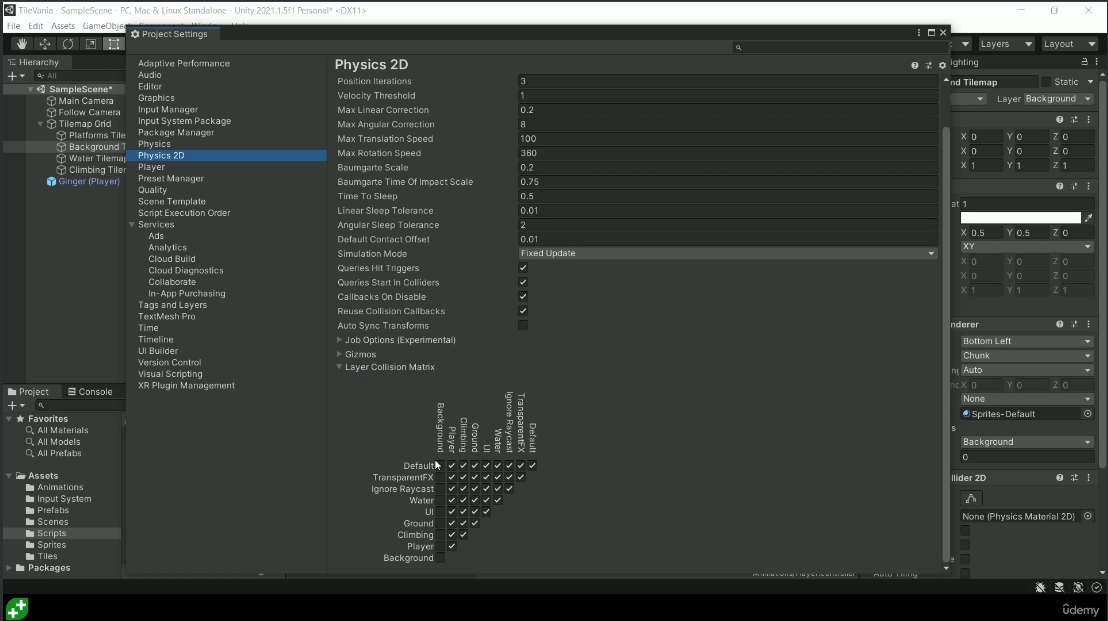 TileVania - SampleScene - PC, Mac & Linux Standalone - Unity 2021.1.5f1 Personal* <DX11>
File Edit Assets GameObject
Layers
Layout
Project Settings
Hierarchy
All
SampleScene*
Main Camera
Follow Camera
Tilemap Grid
Platforms Tile
Background T
Water Tilemap
Climbing Tiler
Ginger (Player)
Adaptive Performance
Audio
Editor
Graphics
Input Manager
Input System Package
Package Manager
Physics
Physics 2D
Player
Preset Manager
Quality
Scene Template
Script Execution Order
Services
Ads
Analytics
Cloud Build
Cloud Diagnostics
Collaborate
In-App Purchasing
Tags and Layers
TextMesh Pro
Time
Timeline
UI Builder
Version Control
Visual Scripting
XR Plugin Management
Physics 2D
Position Iterations 3
Velocity Threshold 1
Max Linear Correction 0.2
Max Angular Correction 8
Max Translation Speed 100
Max Rotation Speed 360
Baumgarte Scale 0.2
Baumgarte Time Of Impact Scale 0.75
Time To Sleep 0.5
Linear Sleep Tolerance 0.01
Angular Sleep Tolerance 2
Default Contact Offset 0.01
Simulation Mode Fixed Update
Queries Hit Triggers
Queries Start In Colliders
Callbacks On Disable
Reuse Collision Callbacks
Auto Sync Transforms
Job Options (Experimental)
Gizmos
Layer Collision Matrix
Background
Player
Climbing
Ground
UI
Water
Ignore Raycast
TransparentFX
Default
Default
TransparentFX
Ignore Raycast
Water
UI
Ground
Climbing
Player
Background
ighting
nd Tilemap Static
Layer Background
X 0 Y 0 Z 0
X 0 Y 0 Z 0
X 1 Y 1 Z 1
at 1
X 0.5 Y 0.5 Z 0
XY
X 0 Y 0 Z 0
X 0 Y 0 Z 0
X 1 Y 1 Z 1
nderer
Bottom Left
Chunk
Auto
X 0 Y 0 Z 0
None
Sprites-Default
Background
0
llider 2D
None (Physics Material 2D)
Project Console
Favorites
All Materials
All Models
All Prefabs
Assets
Animations
Input System
Prefabs
Scenes
Scripts
Sprites
Tiles
Packages
Auto Tiling
ûdemy